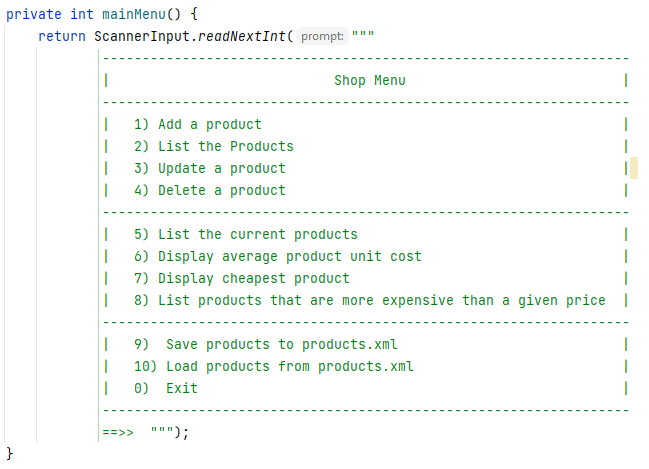 private int mainMenu() {
    return ScannerInput.readNextInt( prompt: """
            ------------------------------------------------------------------
            |                            Shop Menu                           |
            ------------------------------------------------------------------
            |   1) Add a product                                             |
            |   2) List the Products                                         |
            |   3) Update a product                                          |
            |   4) Delete a product                                          |
            ------------------------------------------------------------------
            |   5) List the current products                                 |
            |   6) Display average product unit cost                         |
            |   7) Display cheapest product                                  |
            |   8) List products that are more expensive than a given price  |
            ------------------------------------------------------------------
            |   9)  Save products to products.xml                            |
            |   10) Load products from products.xml                          |
            |   0)  Exit                                                     |
            ------------------------------------------------------------------
            ==>>  """);
}